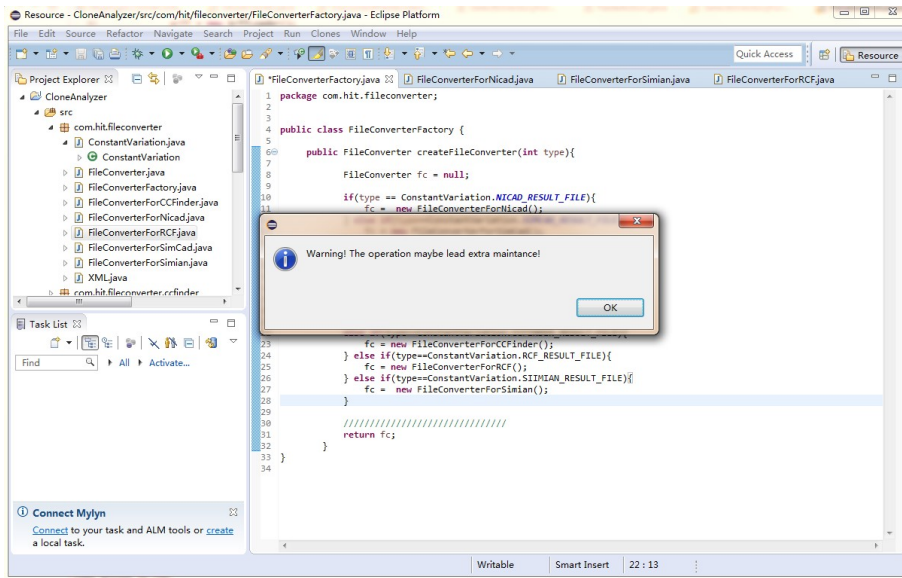 Resource - CloneAnalyzer/src/com/hit/fileconverter/FileConverterFactory.java - Eclipse Platform
File Edit Source Refactor Navigate Search Project Run Clones Window Help
Quick Access Resource
Project Explorer
CloneAnalyzer
src
com.hit.fileconverter
ConstantVariation.java
ConstantVariation
FileConverter.java
FileConverterFactory.java
FileConverterForCCFinder.java
FileConverterForNicad.java
FileConverterForRCF.java
FileConverterForSimCad.java
FileConverterForSimian.java
XML.java
com.hit.fileconverter.ccfinder
Task List
Find All Activate...
Connect Mylyn
Connect to your task and ALM tools or create
a local task.
*FileConverterFactory.java FileConverterForNicad.java FileConverterForSimian.java FileConverterForRCF.java
1 package com.hit.fileconverter;
2
3
4 public class FileConverterFactory {
5
6 public FileConverter createFileConverter(int type){
7
8 FileConverter fc = null;
9
10 if(type == ConstantVariation.NICAD_RESULT_FILE){
11 fc = new FileConverterForNicad();
Warning! The operation maybe lead extra maintance!
OK
23 fc = new FileConverterForCCFinder();
24 } else if(type==ConstantVariation.RCF_RESULT_FILE){
25 fc = new FileConverterForRCF();
26 } else if(type==ConstantVariation.SIIMIAN_RESULT_FILE){
27 fc = new FileConverterForSimian();
28 }
29
30 ///////////////////////////////
31 return fc;
32 }
33 }
34
Writable Smart Insert 22 : 13